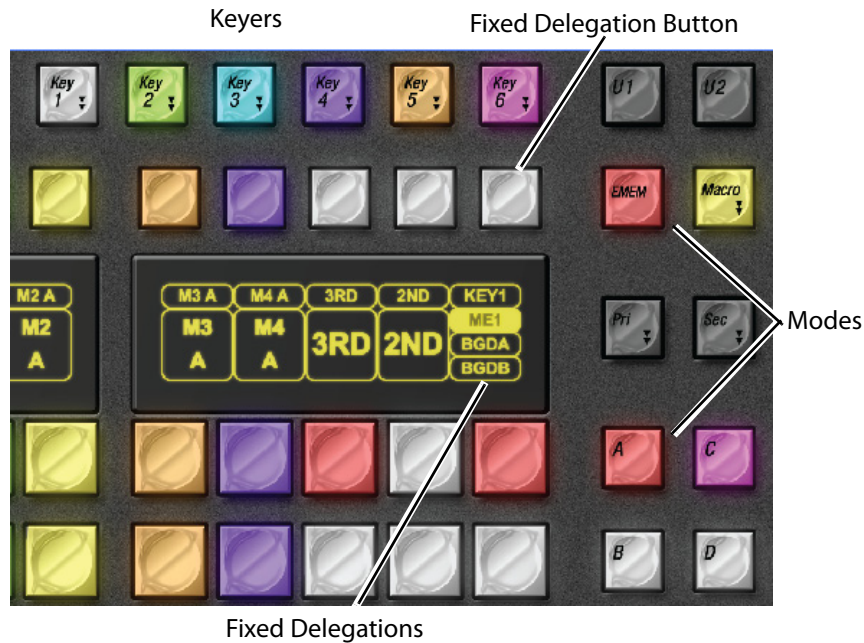 Keyers
Fixed Delegation Button
Key 1
Key 2
Key 3
Key 4
Key 5
Key 6
U1
U2
EMEM
Macro
M2 A
M3 A
M4 A
3RD
2ND
KEY1
M2
A
M3
A
M4
A
3RD
2ND
ME1
BGDA
BGDB
Pri
Sec
Modes
A
C
B
D
Fixed Delegations